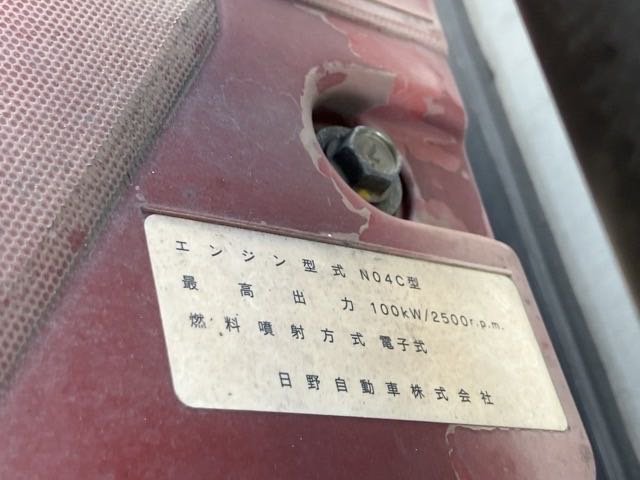 エンジン型式 N04C型
最高出力 100kW/2500r.p.m.
燃料噴射方式 電子式
日野自動車株式会社